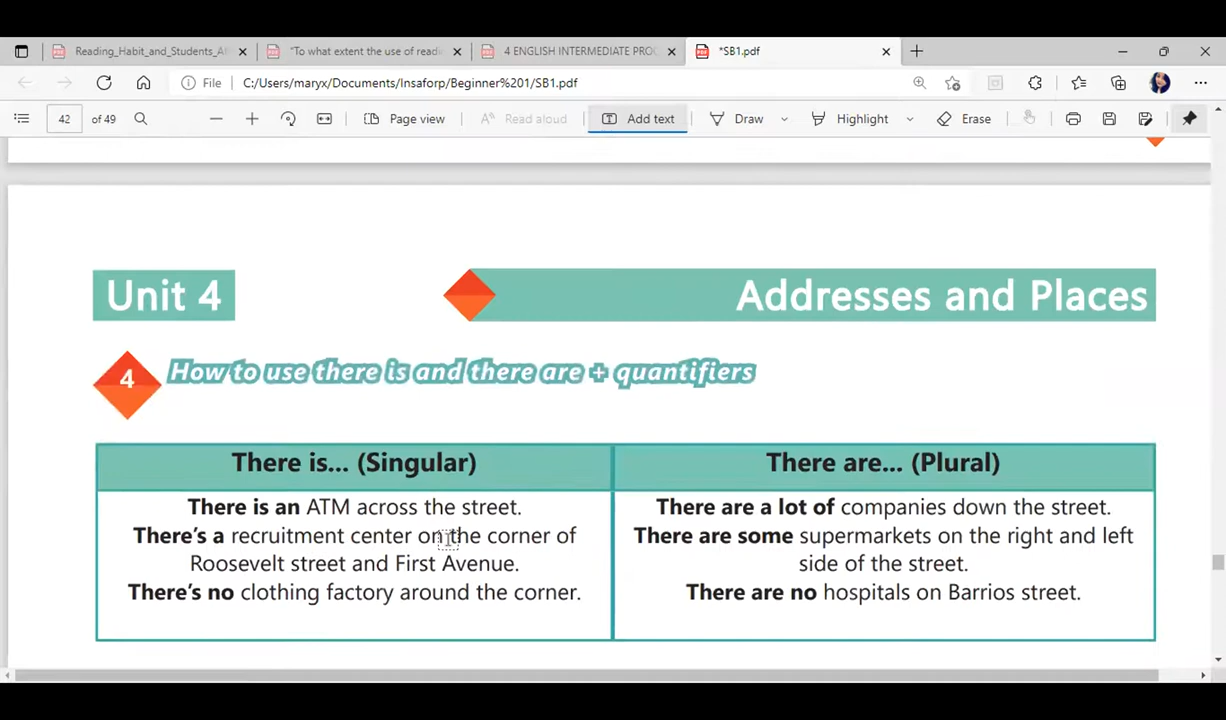 Reading_Habit_and_Students_At
"To what extent the use of readi
4 ENGLISH INTERMEDIATE PROG
*SB1.pdf
File
C:/Users/maryx/Documents/Insaforp/Beginner%201/SB1.pdf
42
of 49
Page view
Read aloud
Add text
Draw
Highlight
Erase
Unit 4
Addresses and Places
4
How to use there is and there are + quantifiers
There is... (Singular)
There is an ATM across the street.
There's a recruitment center on the corner of
Roosevelt street and First Avenue.
There's no clothing factory around the corner.
There are... (Plural)
There are a lot of companies down the street.
There are some supermarkets on the right and left
side of the street.
There are no hospitals on Barrios street.